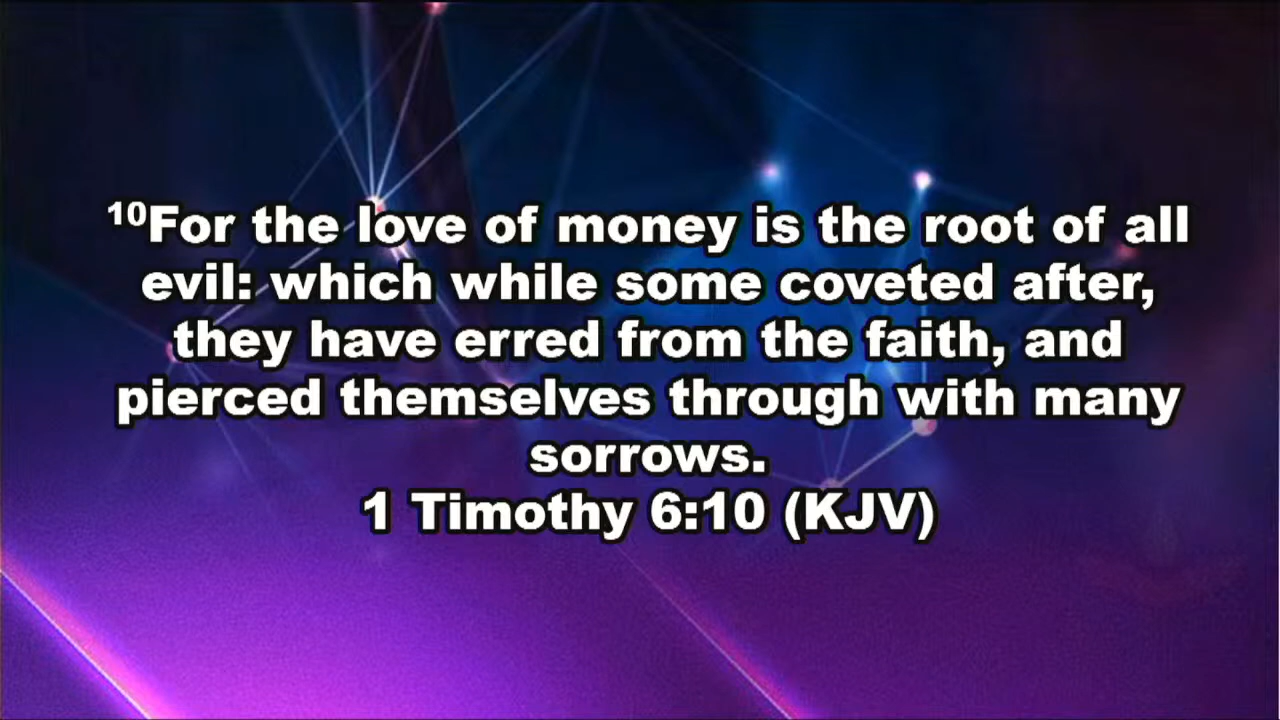 ¹⁰For the love of money is the root of all
evil: which while some coveted after,
they have erred from the faith, and
pierced themselves through with many
sorrows.
1 Timothy 6:10 (KJV)